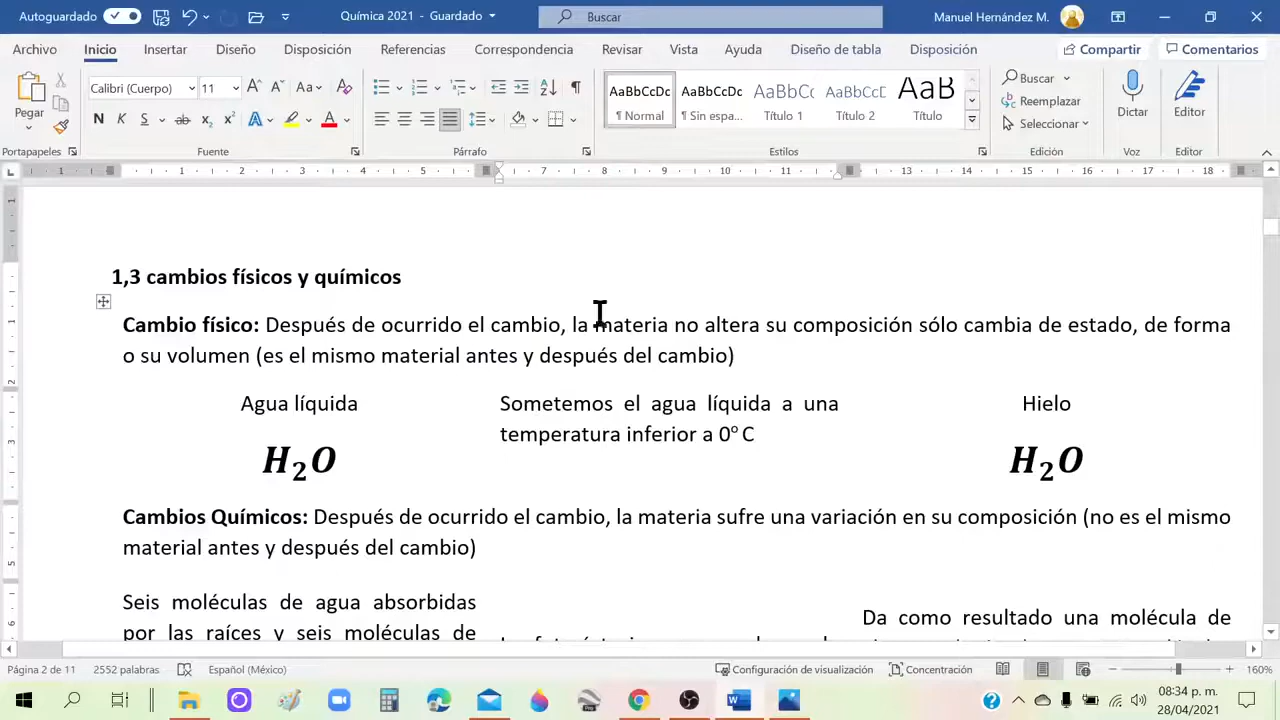 Autoguardado
Química 2021 - Guardado
Buscar
Manuel Hernández M.
Archivo Inicio Insertar Diseño Disposición Referencias Correspondencia Revisar Vista Ayuda Diseño de tabla Disposición Compartir Comentarios
Pegar
Calibri (Cuerpo) 11
AaBbCcDc AaBbCcDc AaBbCc AaBbCcD AaB
¶ Normal ¶ Sin espa... Título 1 Título 2 Título
Buscar
Reemplazar
Seleccionar
Dictar
Editor
Portapapeles Fuente Párrafo Estilos Edición Voz Editor
1,3 cambios físicos y químicos
Cambio físico: Después de ocurrido el cambio, la materia no altera su composición sólo cambia de estado, de forma
o su volumen (es el mismo material antes y después del cambio)
Agua líquida
H₂O
Sometemos el agua líquida a una
temperatura inferior a 0º C
Hielo
H₂O
Cambios Químicos: Después de ocurrido el cambio, la materia sufre una variación en su composición (no es el mismo
material antes y después del cambio)
Seis moléculas de agua absorbidas
por las raíces y seis moléculas de
Da como resultado una molécula de
Página 2 de 11 2552 palabras Español (México) Configuración de visualización Concentración 160%
08:34 p. m.
28/04/2021